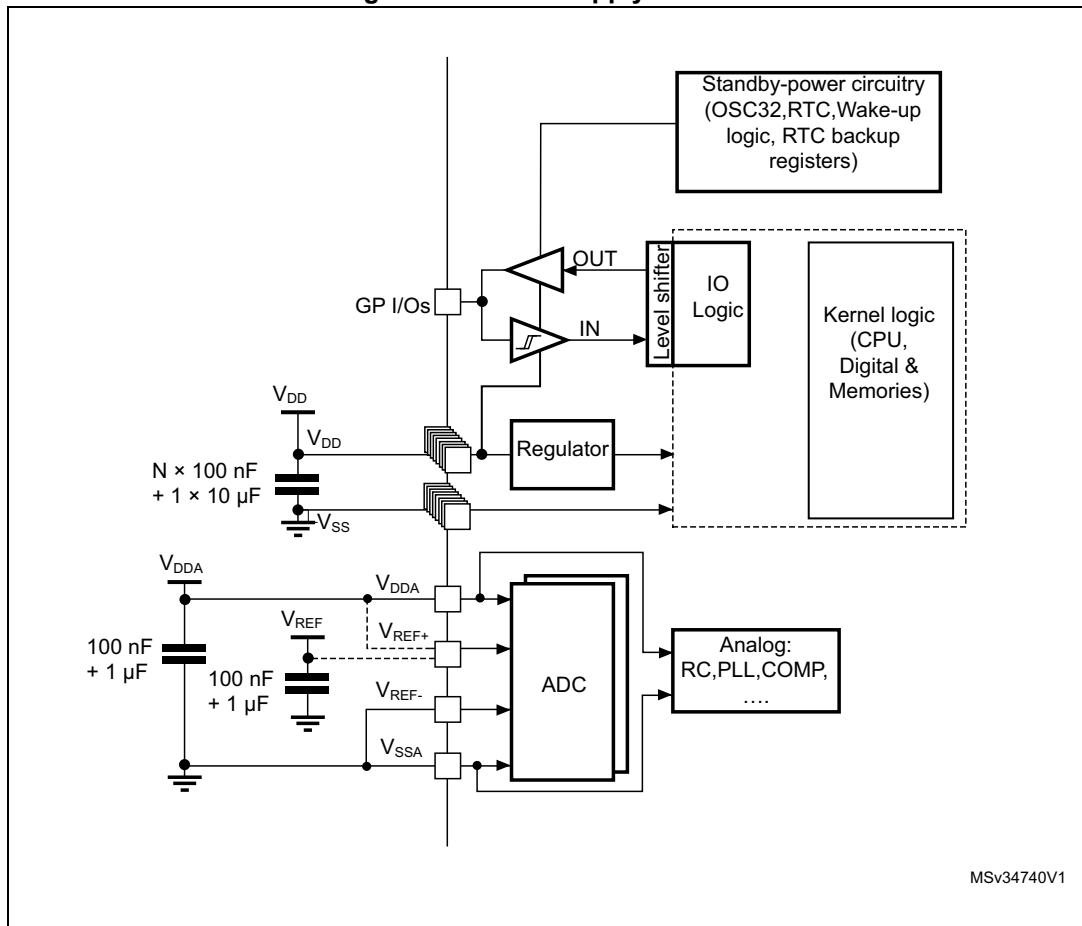 Standby-power circuitry
(OSC32,RTC,Wake-up
logic, RTC backup
registers)
OUT
IN
GP I/Os
Level shifter
IO
Logic
Kernel logic
(CPU,
Digital &
Memories)
VDD
VDD
N × 100 nF
+ 1 × 10 µF
VSS
Regulator
VDDA
VDDA
100 nF
+ 1 µF
VREF
VREF+
100 nF
+ 1 µF
VREF-
VSSA
ADC
Analog:
RC,PLL,COMP,
....
MSv34740V1